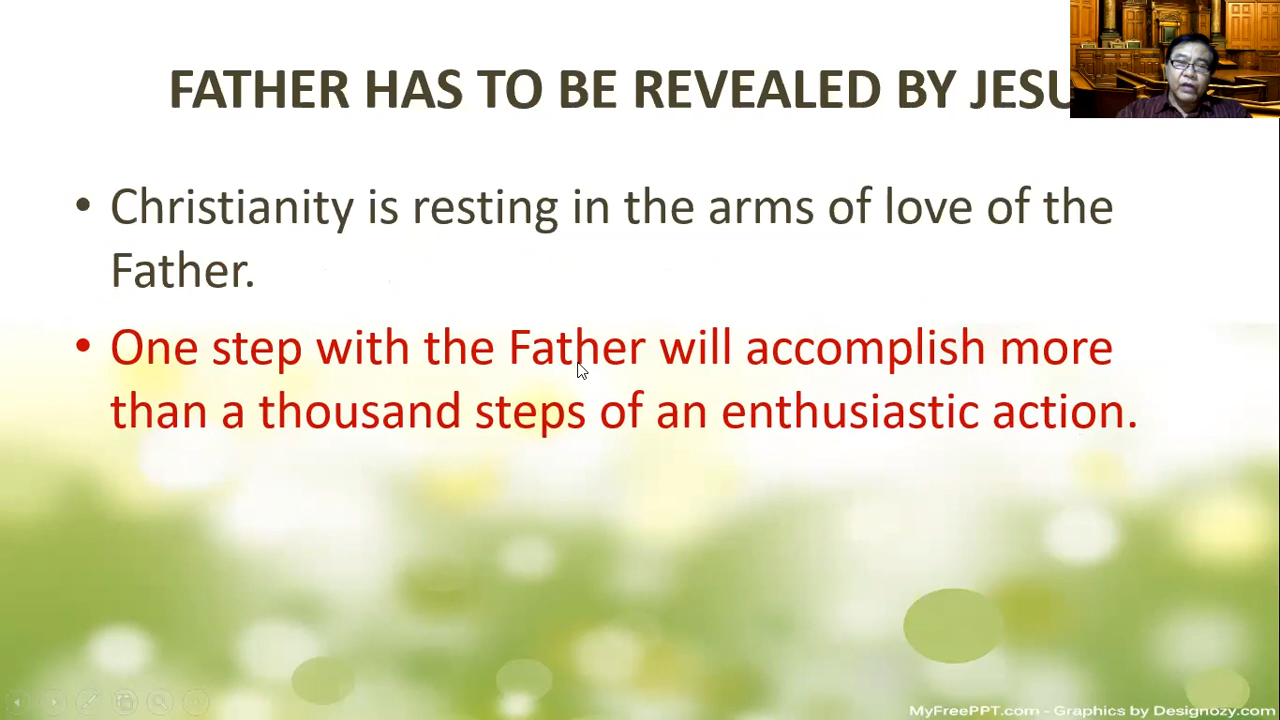 FATHER HAS TO BE REVEALED BY JESU
• Christianity is resting in the arms of love of the
Father.
• One step with the Father will accomplish more
than a thousand steps of an enthusiastic action.
MyFreePPT.com - Graphics by Designozy.com